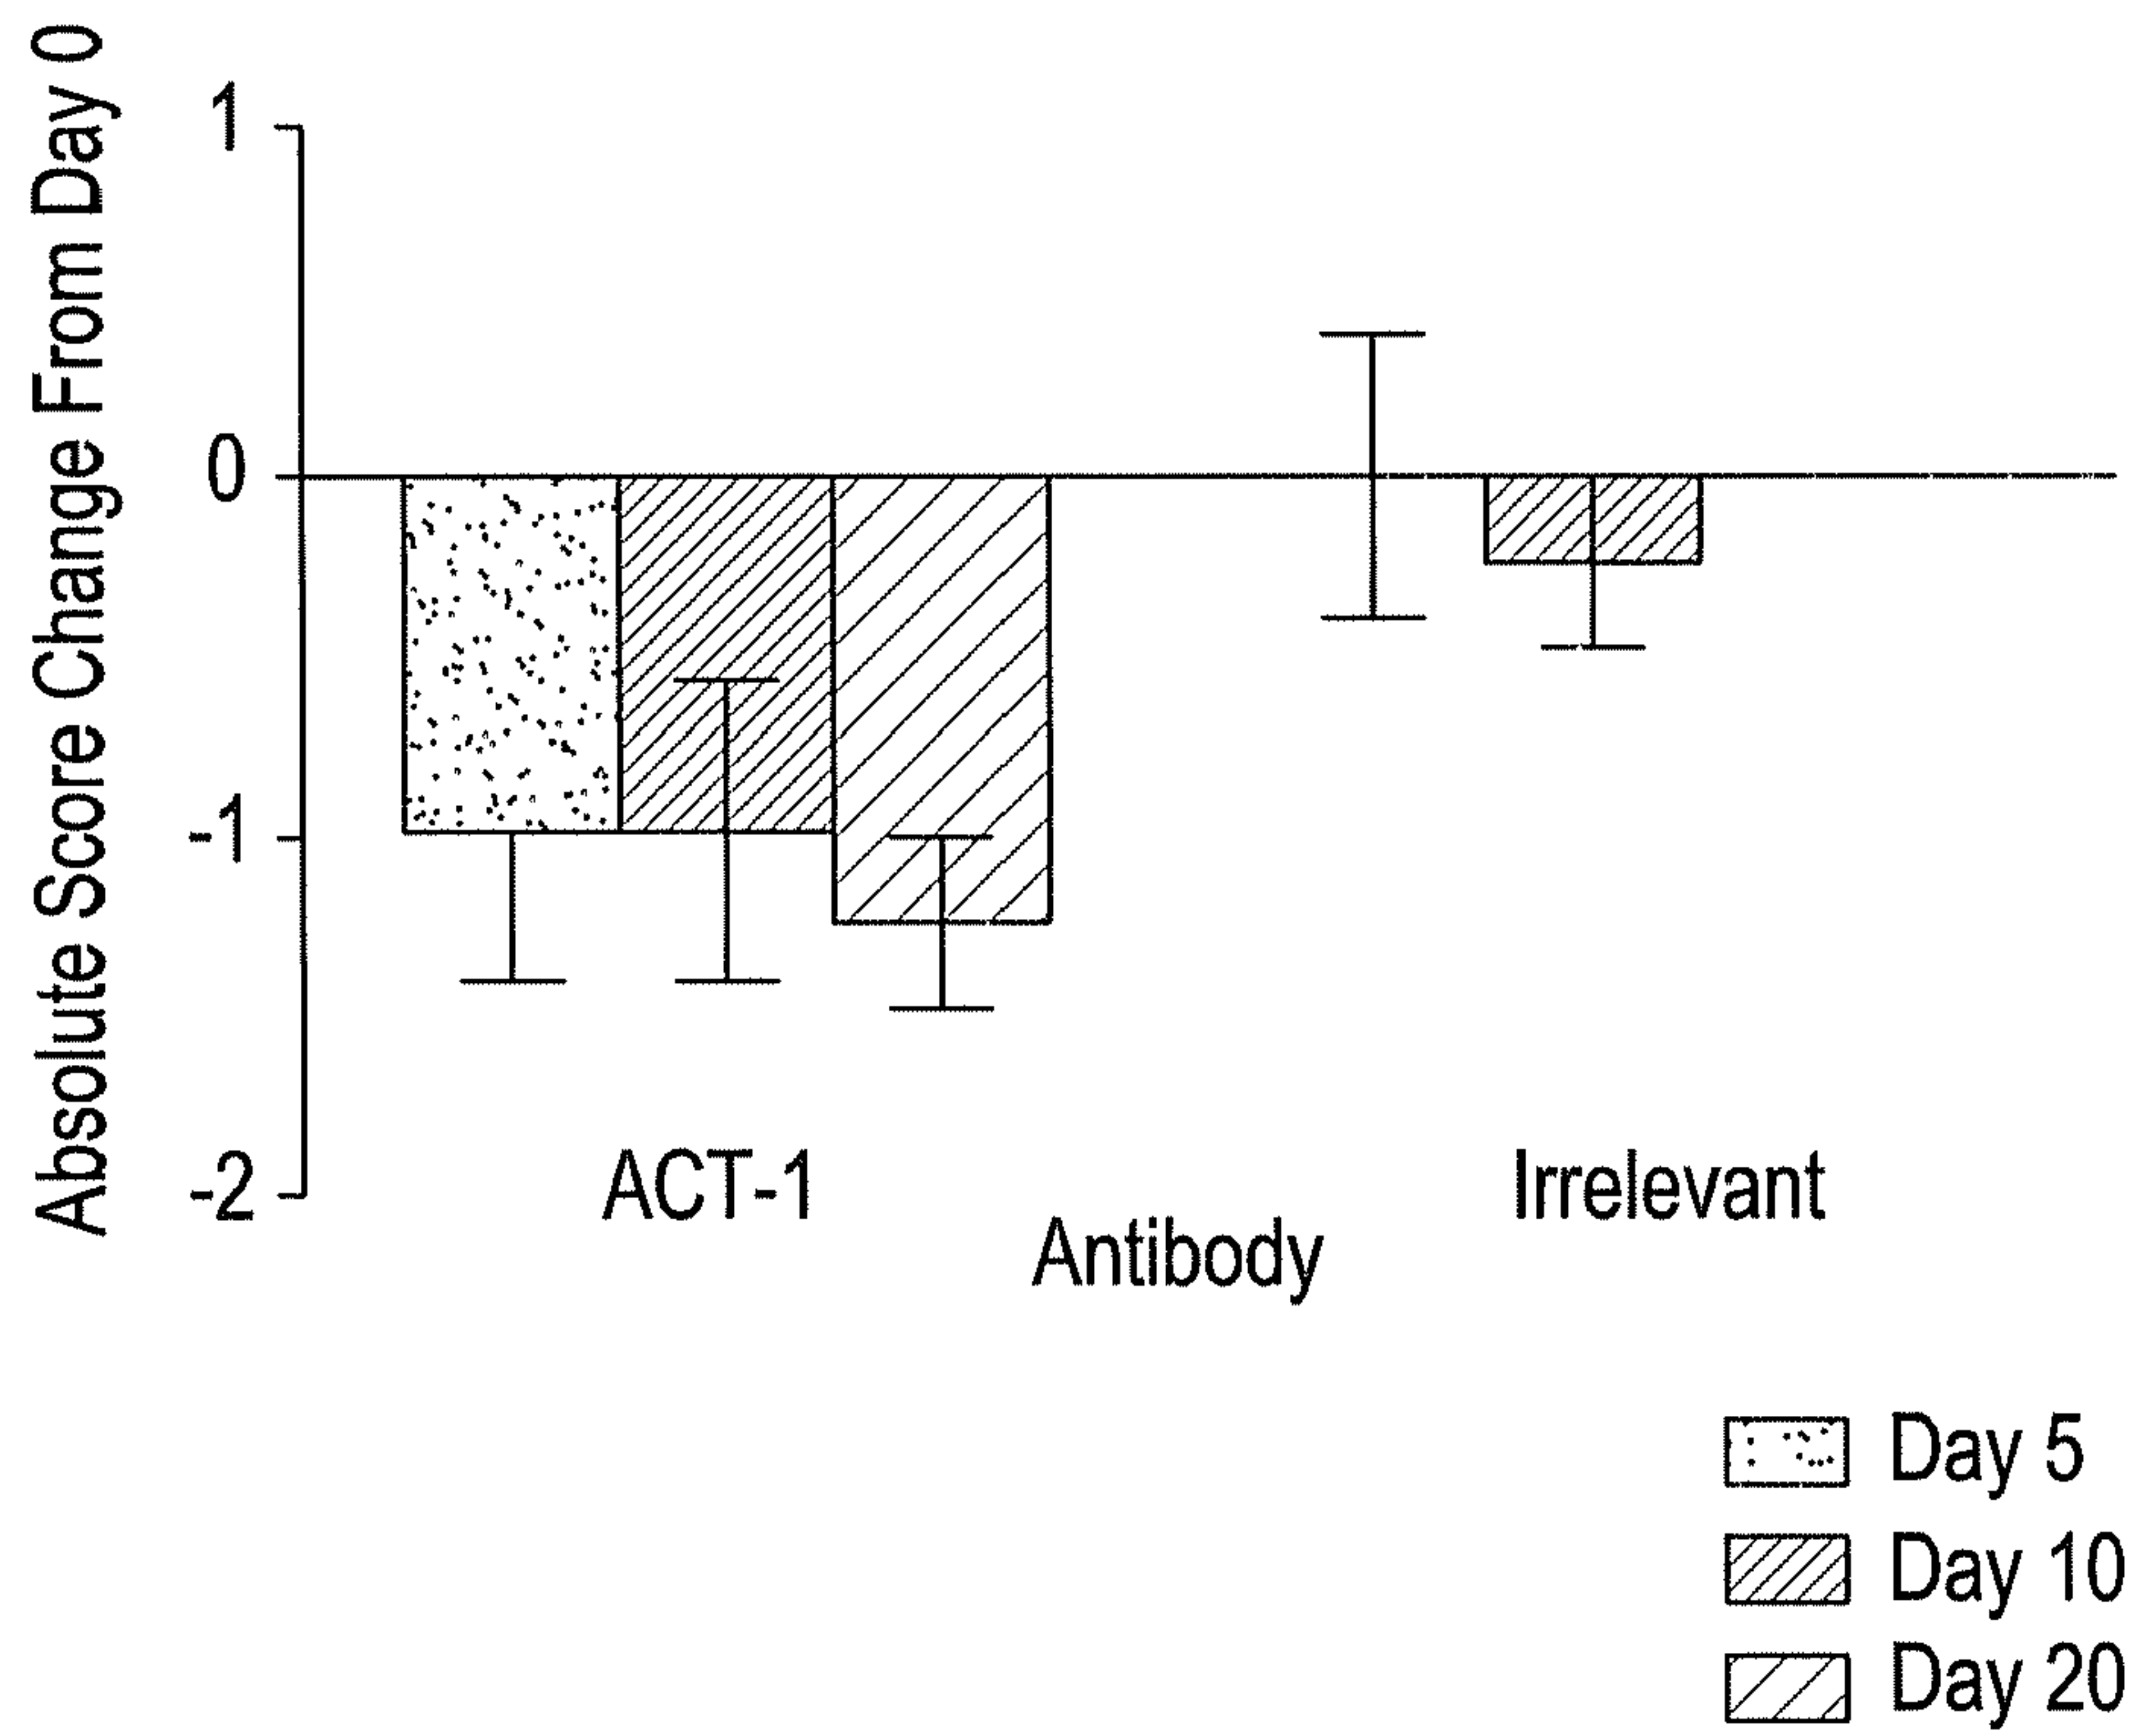 Absolute Score Change From Day 0
1
0
-1
-2
ACT-1
Irrelevant
Antibody
Day 5
Day 10
Day 20